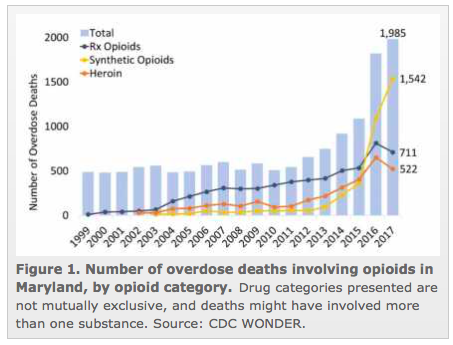 Total
Rx Opioids
Synthetic Opioids
Heroin
1,985
1,542
711
522
Number of Overdose Deaths
2000
1500
1000
500
0
1999 2000 2001 2002 2003 2004 2005 2006 2007 2008 2009 2010 2011 2012 2013 2014 2015 2016 2017
Figure 1. Number of overdose deaths involving opioids in
Maryland, by opioid category. Drug categories presented are
not mutually exclusive, and deaths might have involved more
than one substance. Source: CDC WONDER.